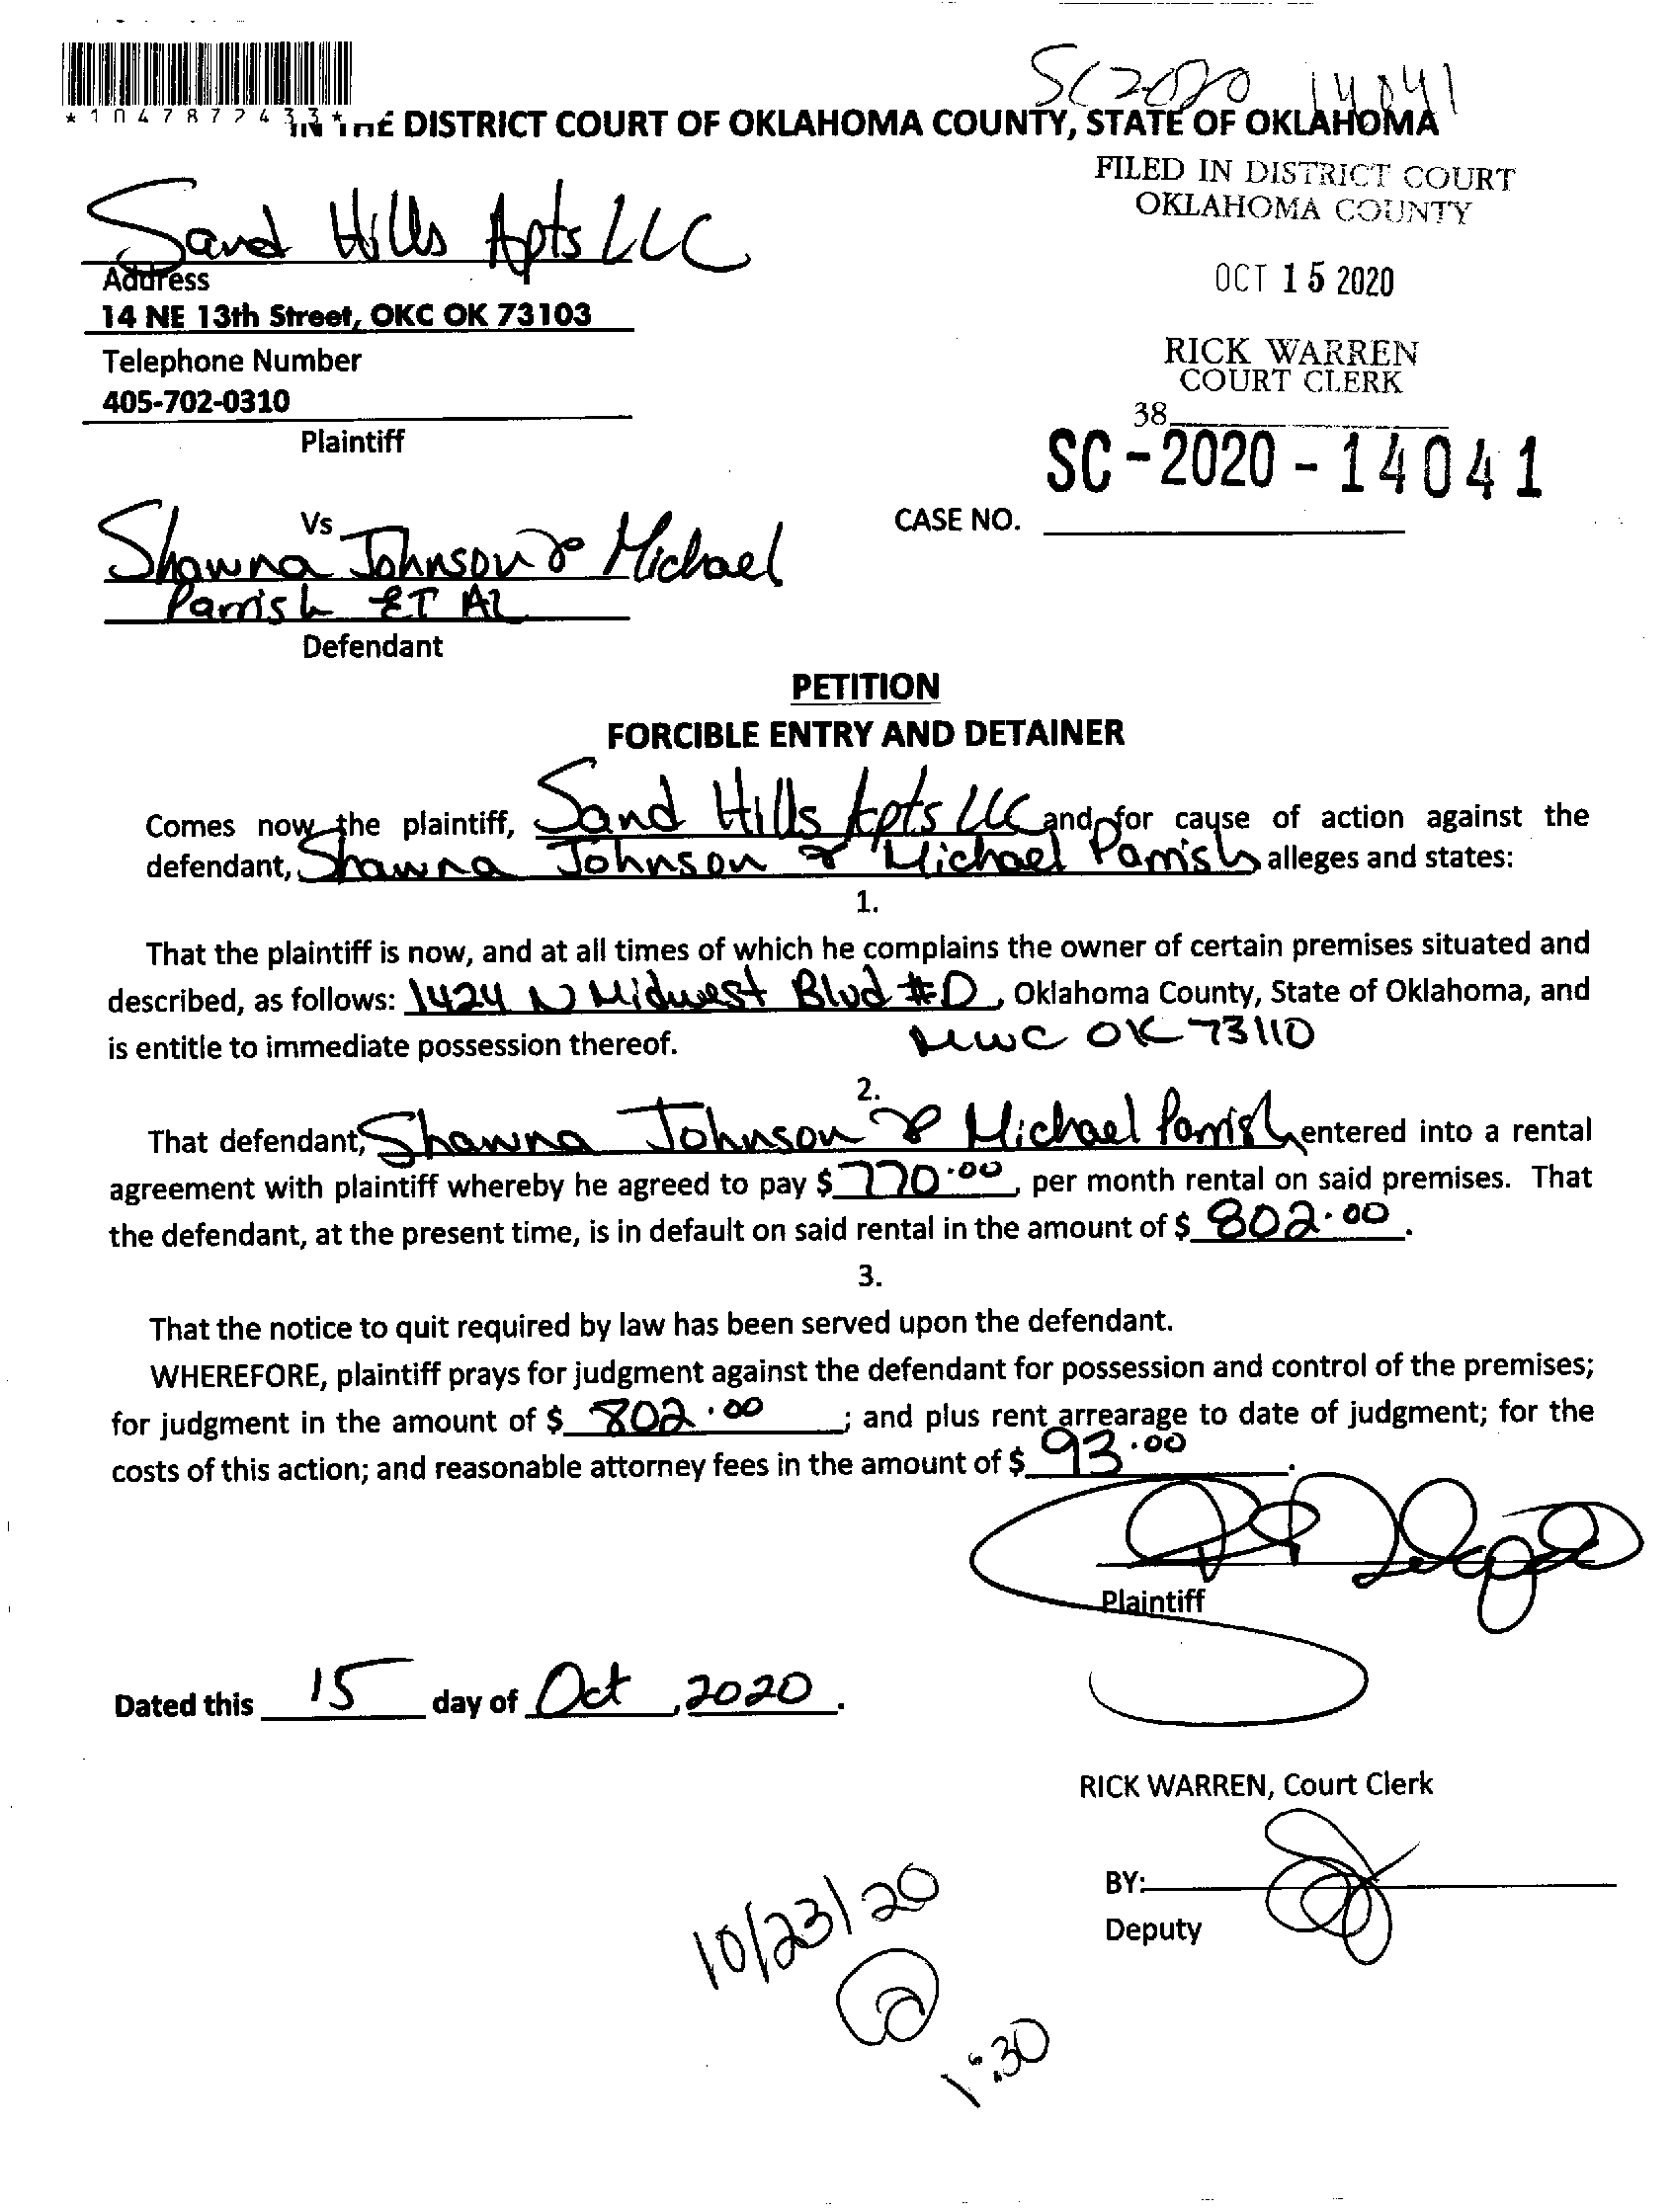 SC2020 14041
*1047872433*
IN THE DISTRICT COURT OF OKLAHOMA COUNTY, STATE OF OKLAHOMA
FILED IN DISTRICT COURT
OKLAHOMA COUNTY
Sand Hills Apts LLC
Address
OCT 15 2020
14 NE 13th Street, OKC OK 73103
Telephone Number
RICK WARREN
COURT CLERK
405-702-0310
38
Plaintiff
SC-2020-14041
Vs
CASE NO.
Shawna Johnson & Michael
Parrish ET AL
Defendant
PETITION
FORCIBLE ENTRY AND DETAINER
Comes now the plaintiff, Sand Hills Apts LLC and for cause of action against the
defendant, Shawna Johnson & Michael Parrish alleges and states:
1.
That the plaintiff is now, and at all times of which he complains the owner of certain premises situated and
described, as follows: 1424 N Midwest Blvd #D, Oklahoma County, State of Oklahoma, and
is entitle to immediate possession thereof. MWC OK 73110
2.
That defendant, Shawna Johnson & Michael Parrish entered into a rental
agreement with plaintiff whereby he agreed to pay $ 770.00, per month rental on said premises. That
the defendant, at the present time, is in default on said rental in the amount of $ 802.00.
3.
That the notice to quit required by law has been served upon the defendant.
WHEREFORE, plaintiff prays for judgment against the defendant for possession and control of the premises;
for judgment in the amount of $ 802.00; and plus rent arrearage to date of judgment; for the
costs of this action; and reasonable attorney fees in the amount of $ 93.00.
Plaintiff
Dated this 15 day of Oct, 2020.
RICK WARREN, Court Clerk
BY:
Deputy
10/23/20
@
1:30